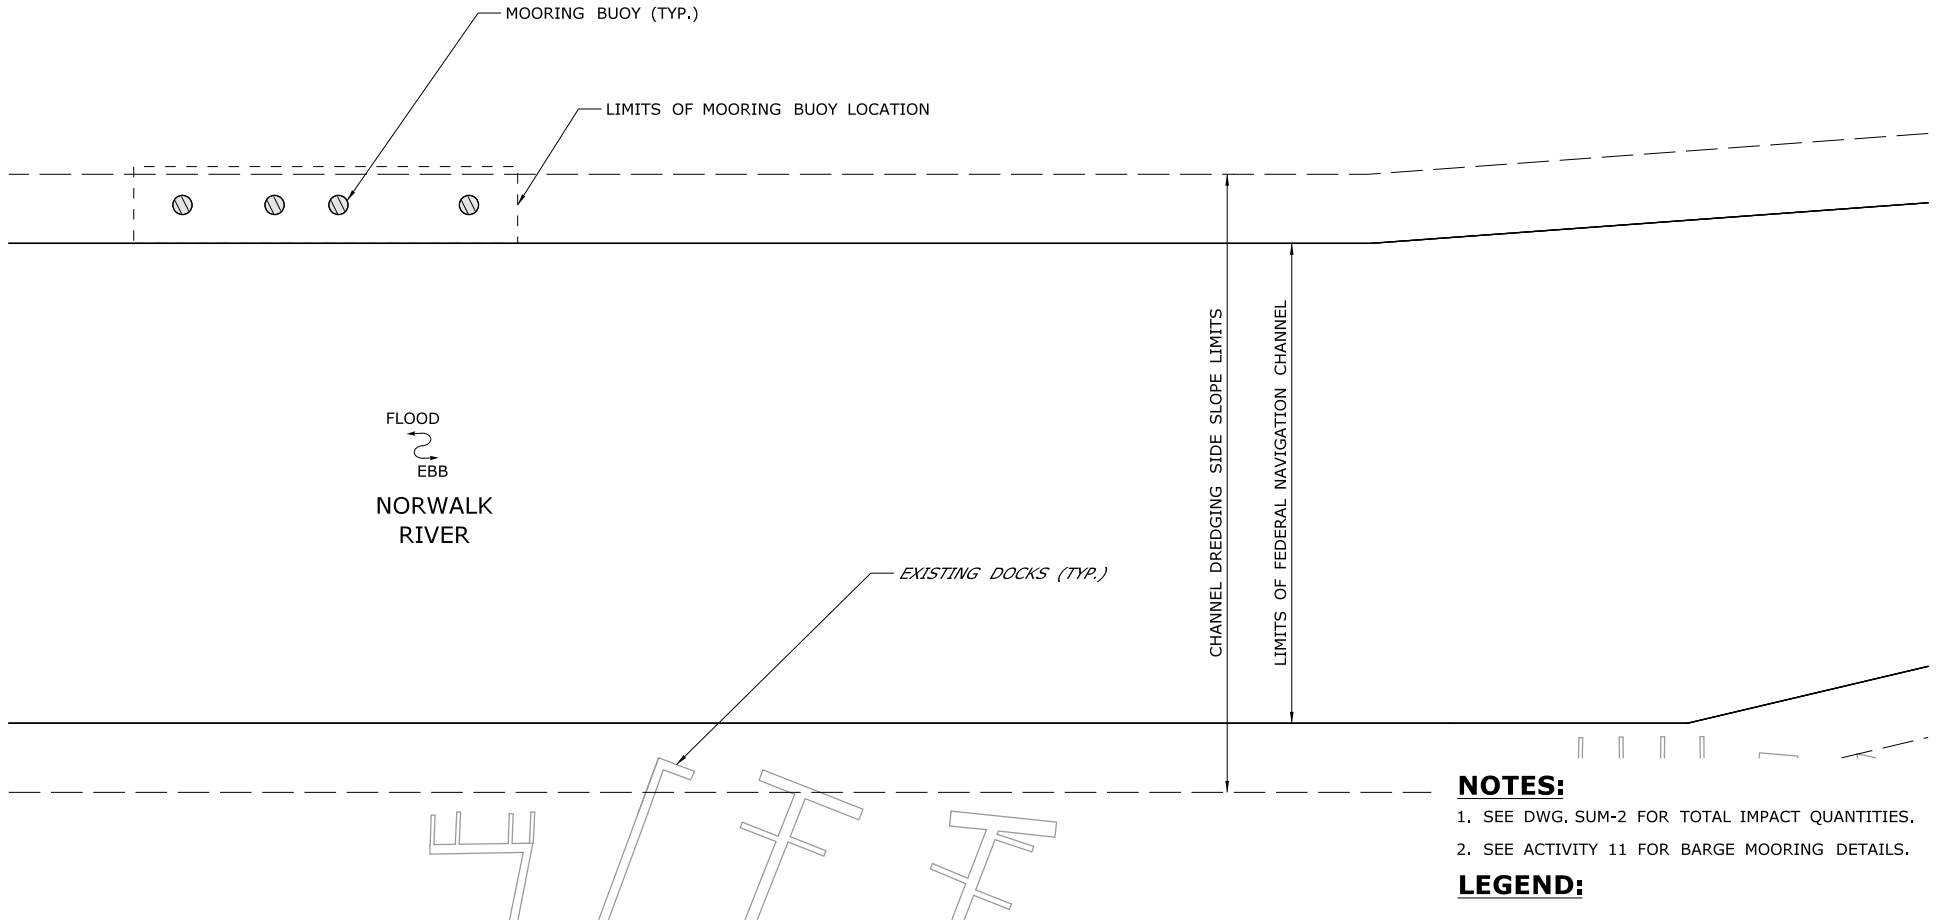 MOORING BUOY (TYP.)
LIMITS OF MOORING BUOY LOCATION
CHANNEL DREDGING SIDE SLOPE LIMITS
LIMITS OF FEDERAL NAVIGATION CHANNEL
FLOOD
EBB
NORWALK
RIVER
EXISTING DOCKS (TYP.)
NOTES:
1. SEE DWG. SUM-2 FOR TOTAL IMPACT QUANTITIES.
2. SEE ACTIVITY 11 FOR BARGE MOORING DETAILS.
LEGEND: